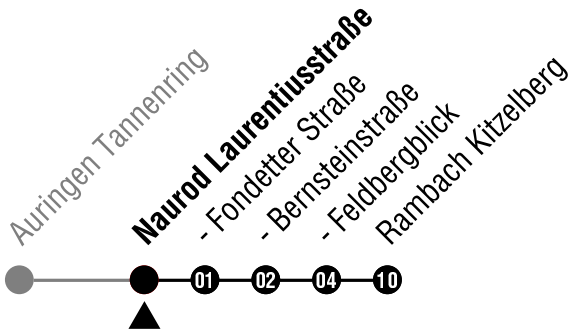 Auringen Tannenring
Naurod Laurentiusstraße
- Fondetter Straße
- Bernsteinstraße
- Feldbergblick
Rambach Kitzelberg
01 02 04 10